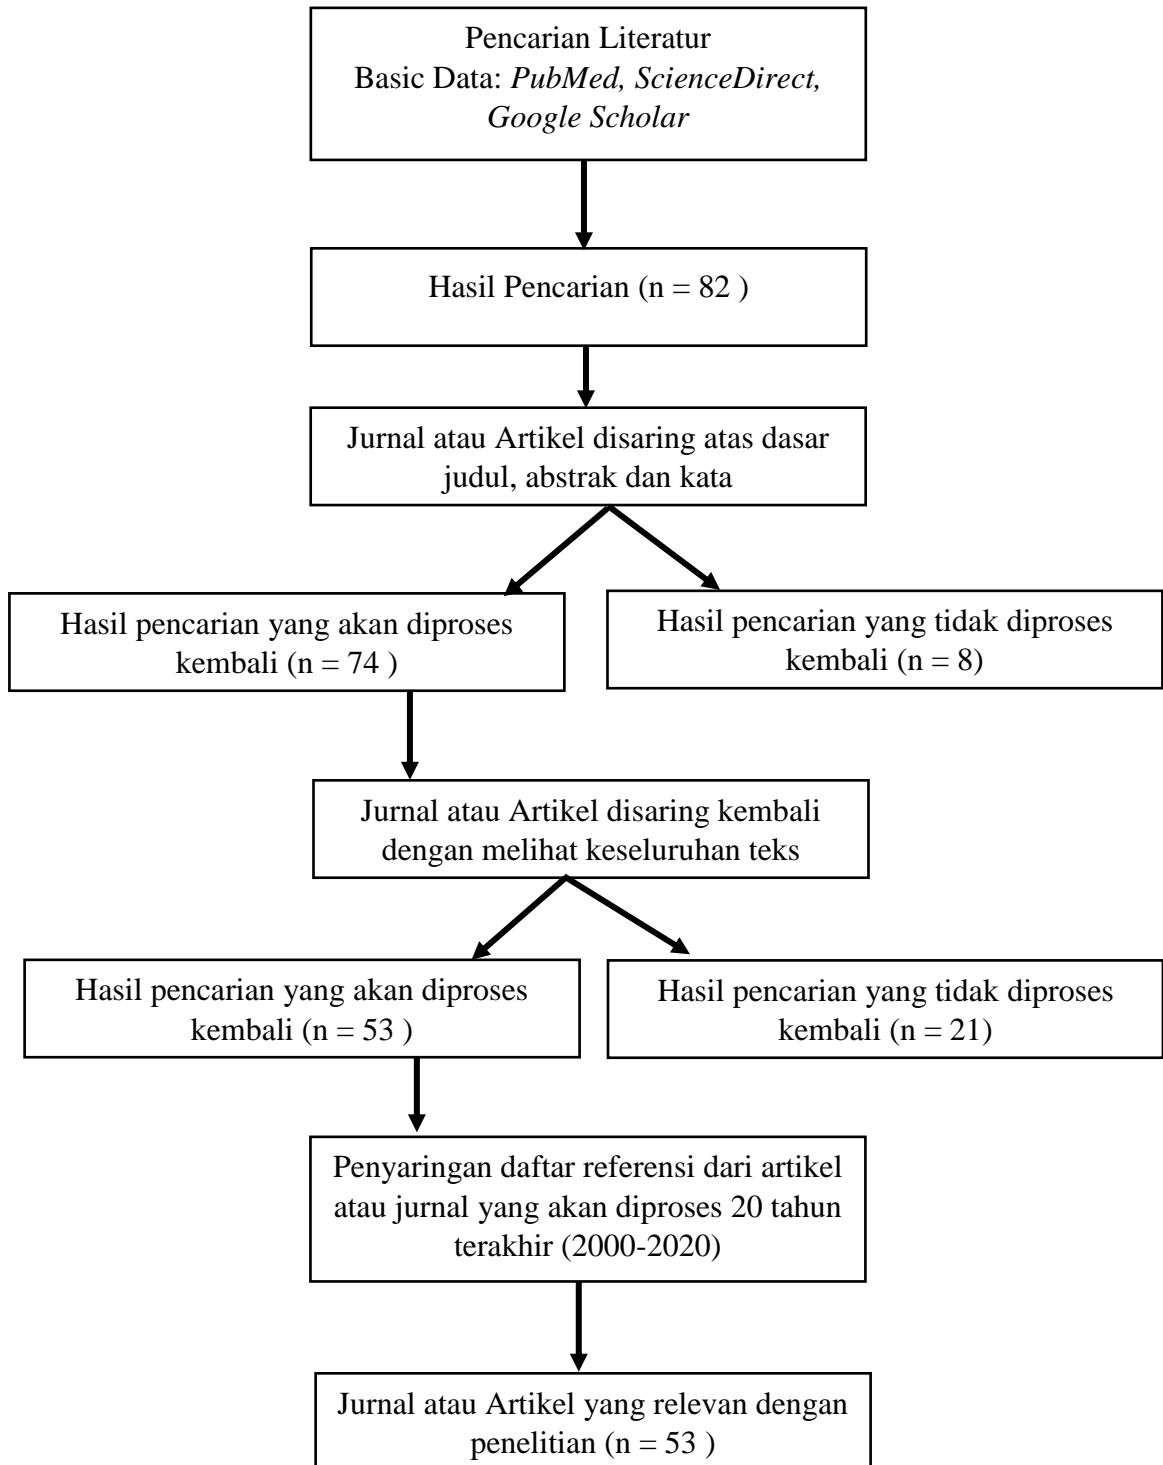 Pencarian Literatur
Basic Data: PubMed, ScienceDirect,
Google Scholar
Hasil Pencarian (n = 82 )
Jurnal atau Artikel disaring atas dasar
judul, abstrak dan kata
Hasil pencarian yang akan diproses
kembali (n = 74 )
Hasil pencarian yang tidak diproses
kembali (n = 8)
Jurnal atau Artikel disaring kembali
dengan melihat keseluruhan teks
Hasil pencarian yang akan diproses
kembali (n = 53 )
Hasil pencarian yang tidak diproses
kembali (n = 21)
Penyaringan daftar referensi dari artikel
atau jurnal yang akan diproses 20 tahun
terakhir (2000-2020)
Jurnal atau Artikel yang relevan dengan
penelitian (n = 53 )